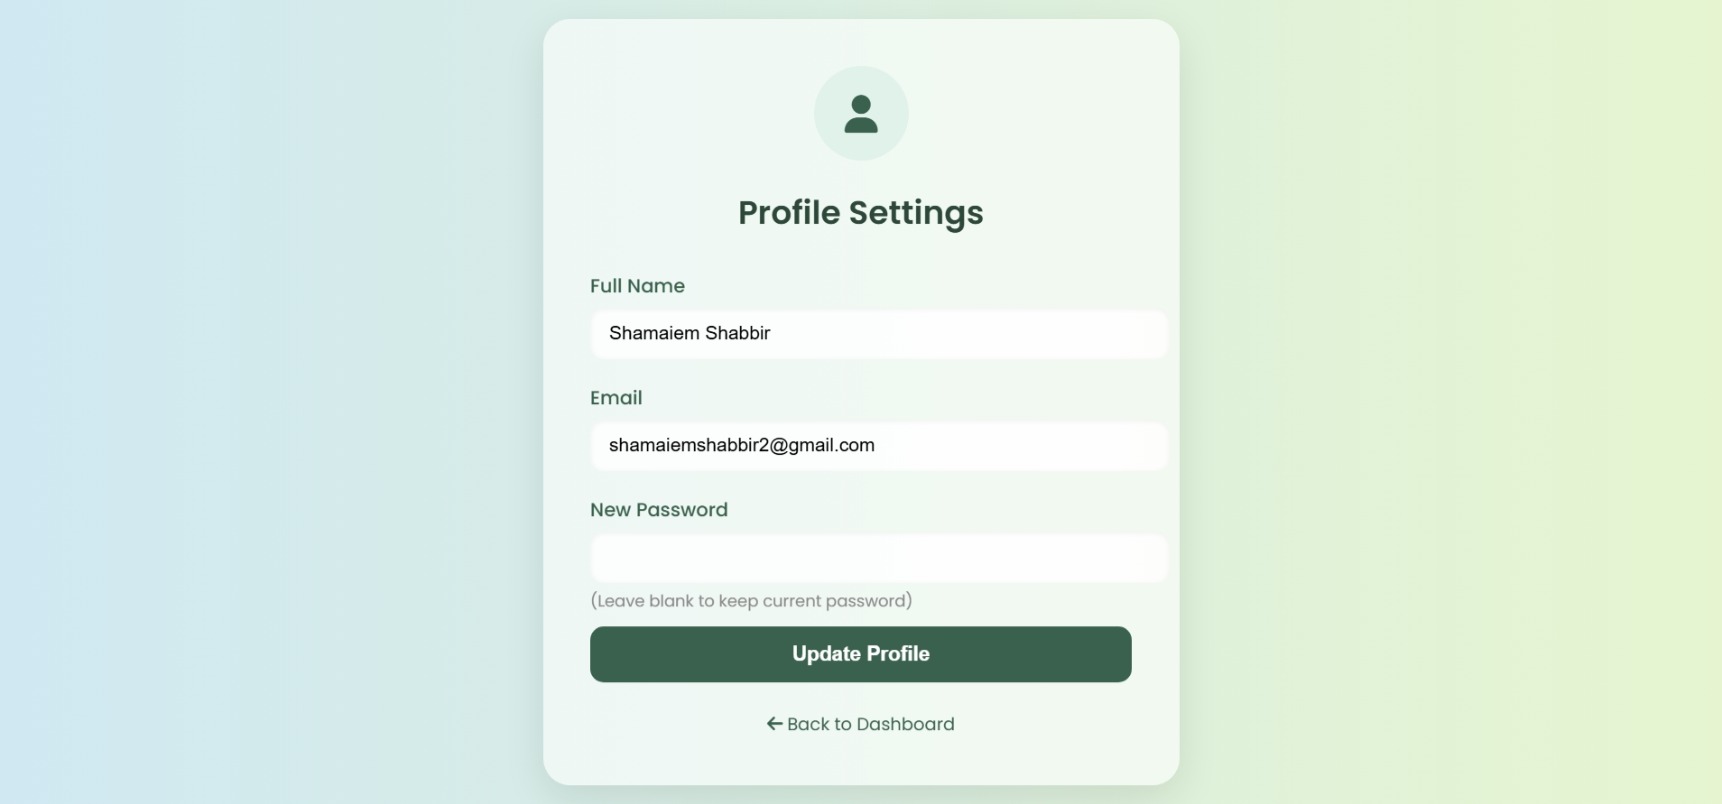 Profile Settings
Full Name
Shamaiem Shabbir
Email
shamaiemshabbir2@gmail.com
New Password
(Leave blank to keep current password)
Update Profile
Back to Dashboard